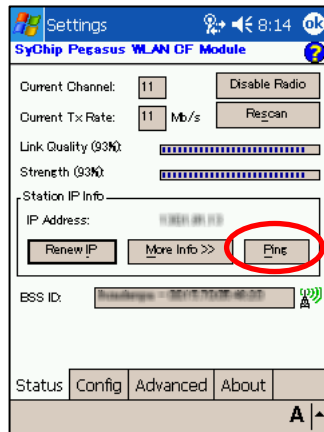 Settings 8:14 ok
SyChip Pegasus WLAN CF Module
Current Channel: 11 Disable Radio
Current Tx Rate: 11 Mb/s Rescan
Link Quality (93%):
Strength (93%):
Station IP Info
IP Address:
Renew IP More Info >> Ping
BSS ID:
Status Config Advanced About
A